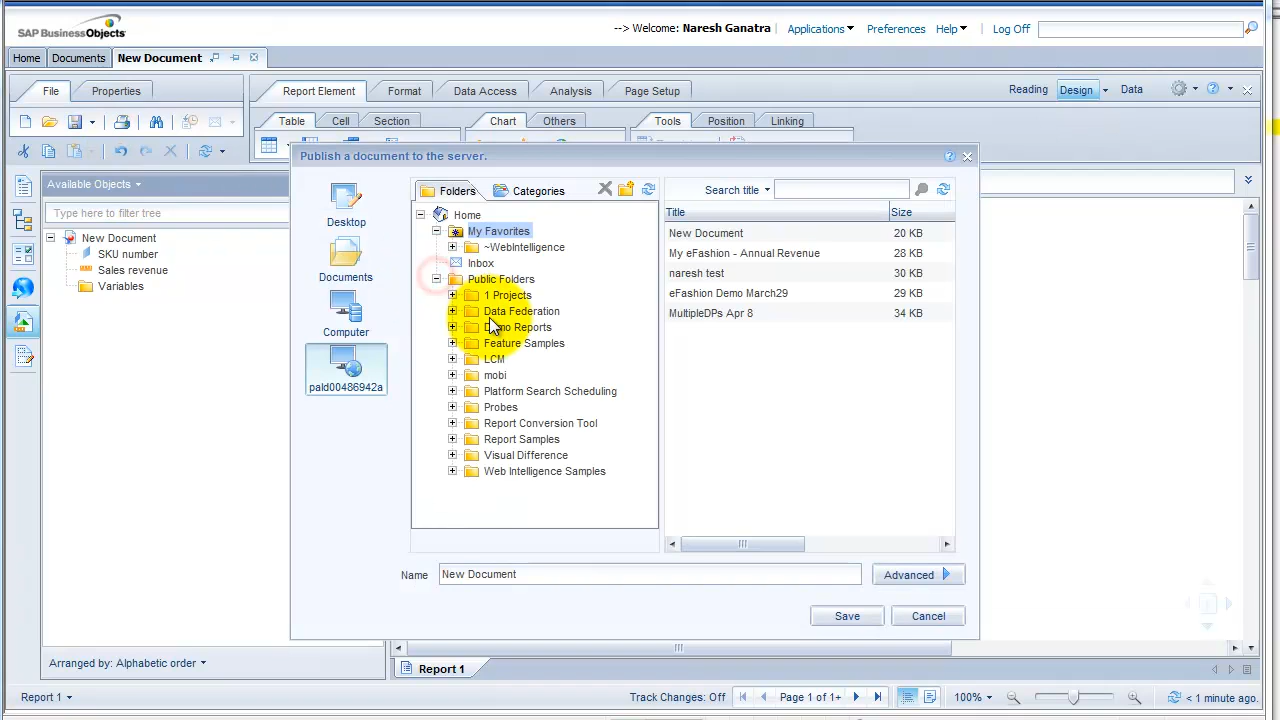 SAP BusinessObjects
--> Welcome: Naresh Ganatra Applications Preferences Help Log Off
Home Documents New Document
File Properties Report Element Format Data Access Analysis Page Setup Reading Design Data
Table Cell Section Chart Others Tools Position Linking
Publish a document to the server.
Available Objects
Type here to filter tree
New Document
SKU number
Sales revenue
Variables
Desktop
Documents
Computer
pald00486942a
Folders Categories
Home
My Favorites
~WebIntelligence
Inbox
Public Folders
1 Projects
Data Federation
Demo Reports
Feature Samples
LCM
mobi
Platform Search Scheduling
Probes
Report Conversion Tool
Report Samples
Visual Difference
Web Intelligence Samples
Search title
Title Size
New Document 20 KB
My eFashion - Annual Revenue 28 KB
naresh test 30 KB
eFashion Demo March29 29 KB
MultipleDPs Apr 8 34 KB
Name New Document Advanced
Save Cancel
Arranged by: Alphabetic order
Report 1
Report 1 Track Changes: Off Page 1 of 1+ 100% < 1 minute ago.